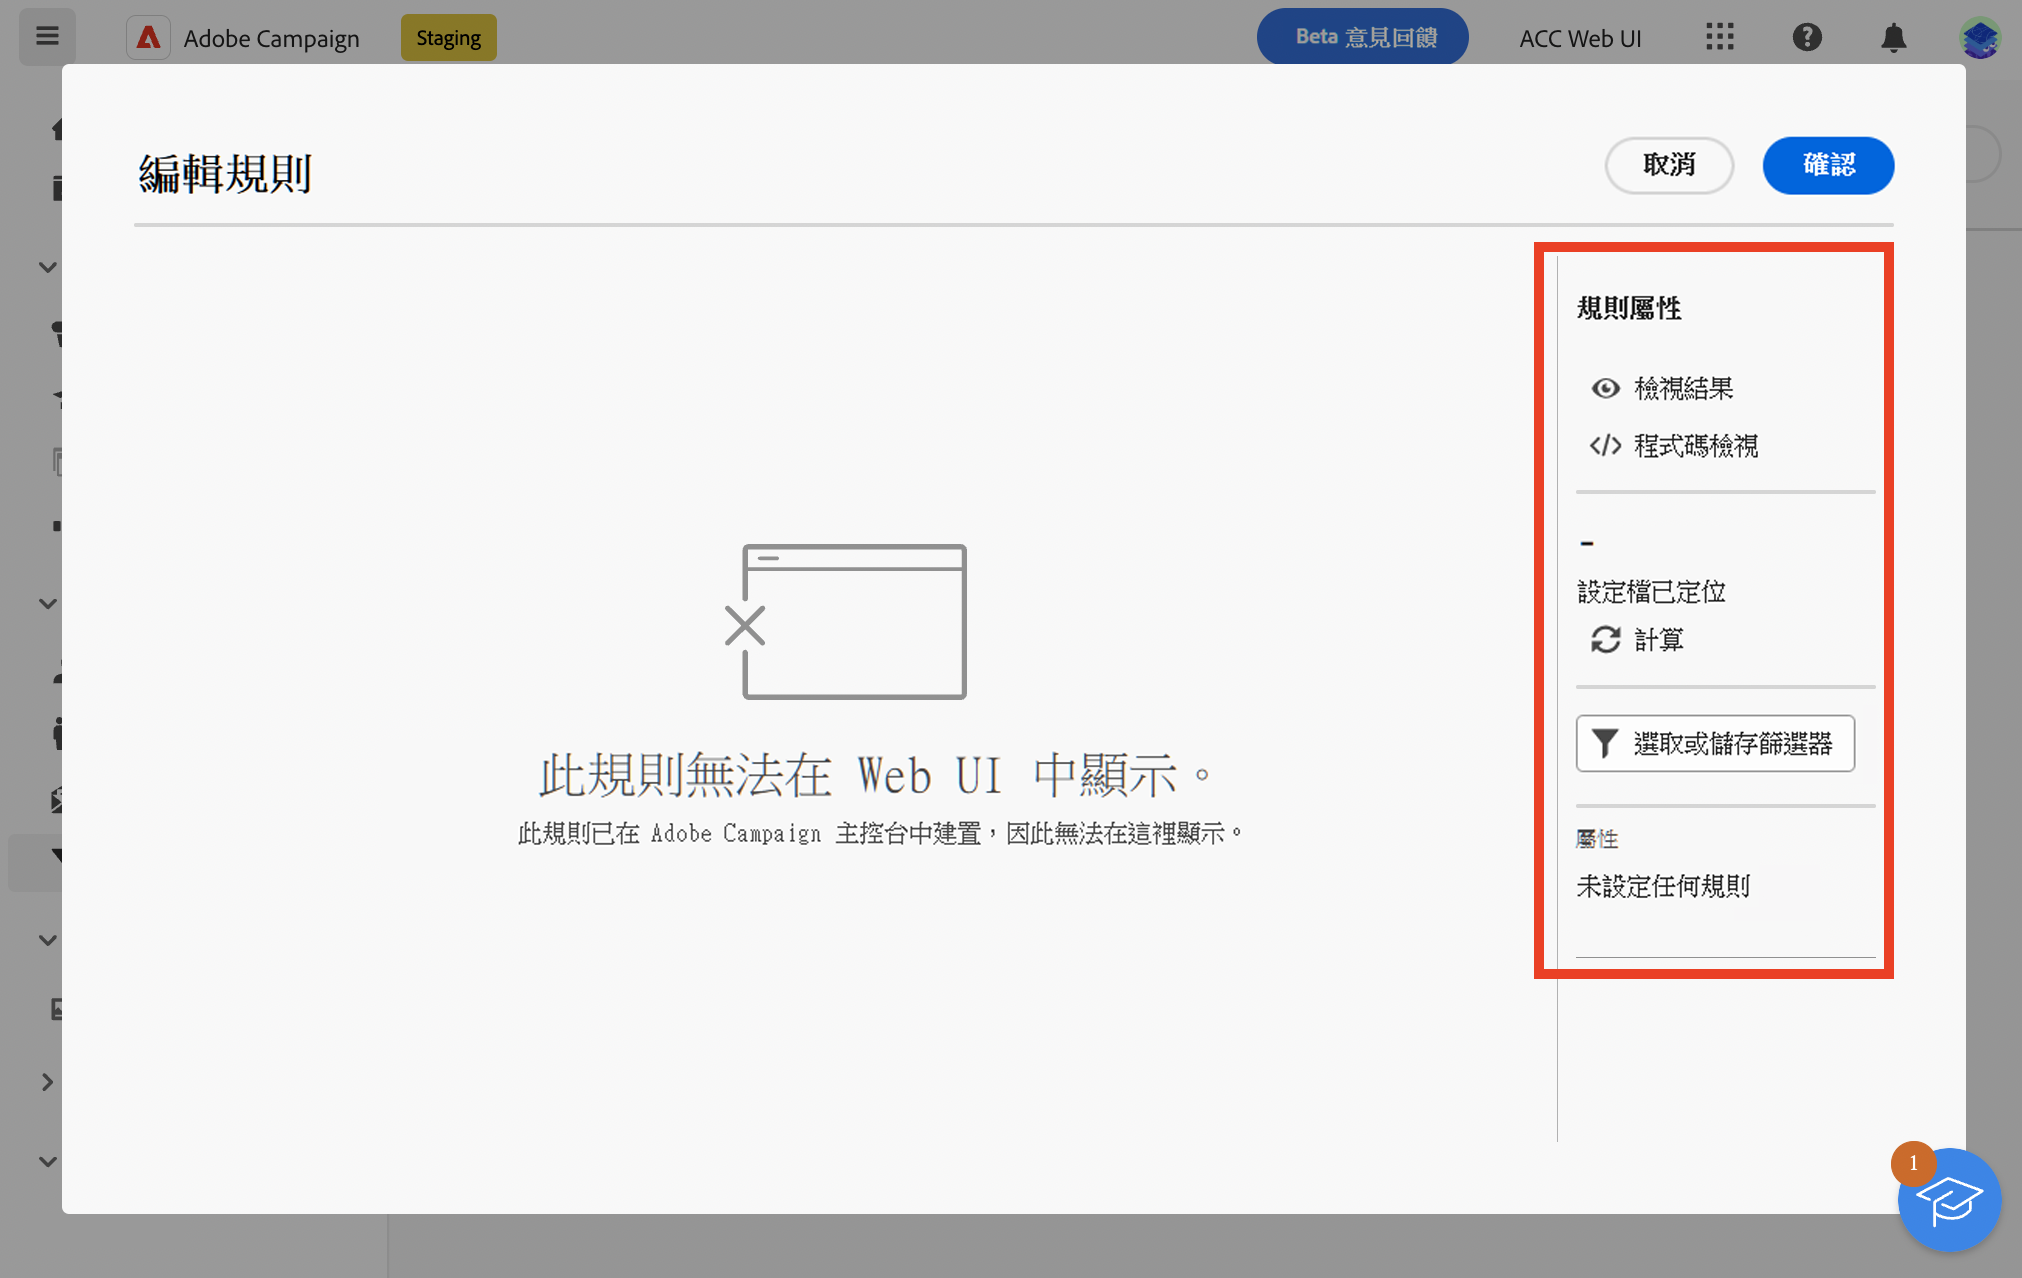 Adobe Campaign
Staging
Beta 意見回饋
ACC Web UI
編輯規則
取消
確認
規則屬性
檢視結果
程式碼檢視
–
設定檔已定位
計算
選取或儲存篩選器
屬性
未設定任何規則
此規則無法在 Web UI 中顯示。
此規則已在 Adobe Campaign 主控台中建置，因此無法在這裡顯示。
1